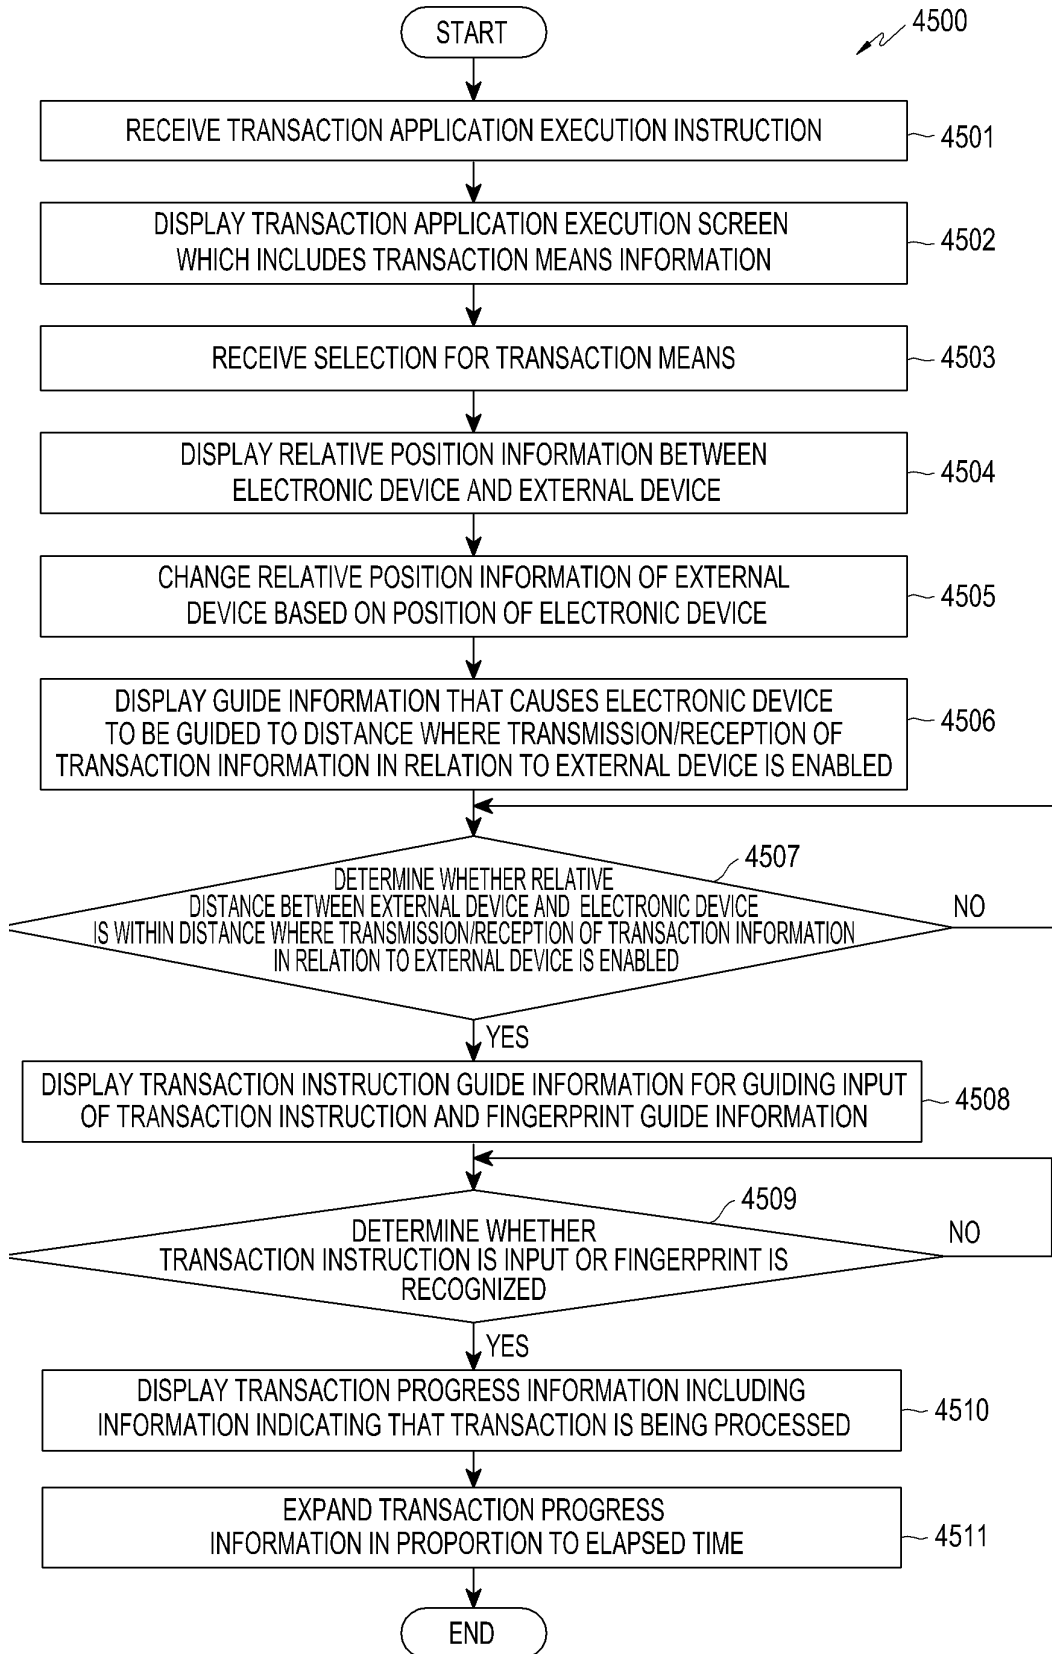 START
4500
RECEIVE TRANSACTION APPLICATION EXECUTION INSTRUCTION
4501
DISPLAY TRANSACTION APPLICATION EXECUTION SCREEN
WHICH INCLUDES TRANSACTION MEANS INFORMATION
4502
RECEIVE SELECTION FOR TRANSACTION MEANS
4503
DISPLAY RELATIVE POSITION INFORMATION BETWEEN
ELECTRONIC DEVICE AND EXTERNAL DEVICE
4504
CHANGE RELATIVE POSITION INFORMATION OF EXTERNAL
DEVICE BASED ON POSITION OF ELECTRONIC DEVICE
4505
DISPLAY GUIDE INFORMATION THAT CAUSES ELECTRONIC DEVICE
TO BE GUIDED TO DISTANCE WHERE TRANSMISSION/RECEPTION OF
TRANSACTION INFORMATION IN RELATION TO EXTERNAL DEVICE IS ENABLED
4506
4507
DETERMINE WHETHER RELATIVE
DISTANCE BETWEEN EXTERNAL DEVICE AND ELECTRONIC DEVICE
IS WITHIN DISTANCE WHERE TRANSMISSION/RECEPTION OF TRANSACTION INFORMATION
IN RELATION TO EXTERNAL DEVICE IS ENABLED
NO
YES
DISPLAY TRANSACTION INSTRUCTION GUIDE INFORMATION FOR GUIDING INPUT
OF TRANSACTION INSTRUCTION AND FINGERPRINT GUIDE INFORMATION
4508
4509
DETERMINE WHETHER
TRANSACTION INSTRUCTION IS INPUT OR FINGERPRINT IS
RECOGNIZED
NO
YES
DISPLAY TRANSACTION PROGRESS INFORMATION INCLUDING
INFORMATION INDICATING THAT TRANSACTION IS BEING PROCESSED
4510
EXPAND TRANSACTION PROGRESS
INFORMATION IN PROPORTION TO ELAPSED TIME
4511
END